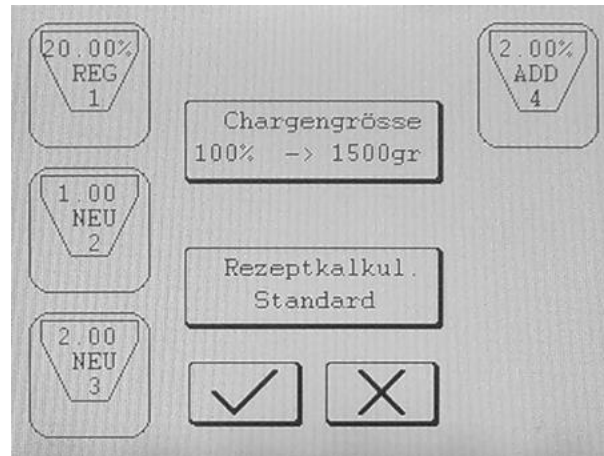 20.00%
REG
1
1.00
NEU
2
2.00
NEU
3
Chargengrösse
100% -> 1500gr
Rezeptkalkul.
Standard
2.00%
ADD
4